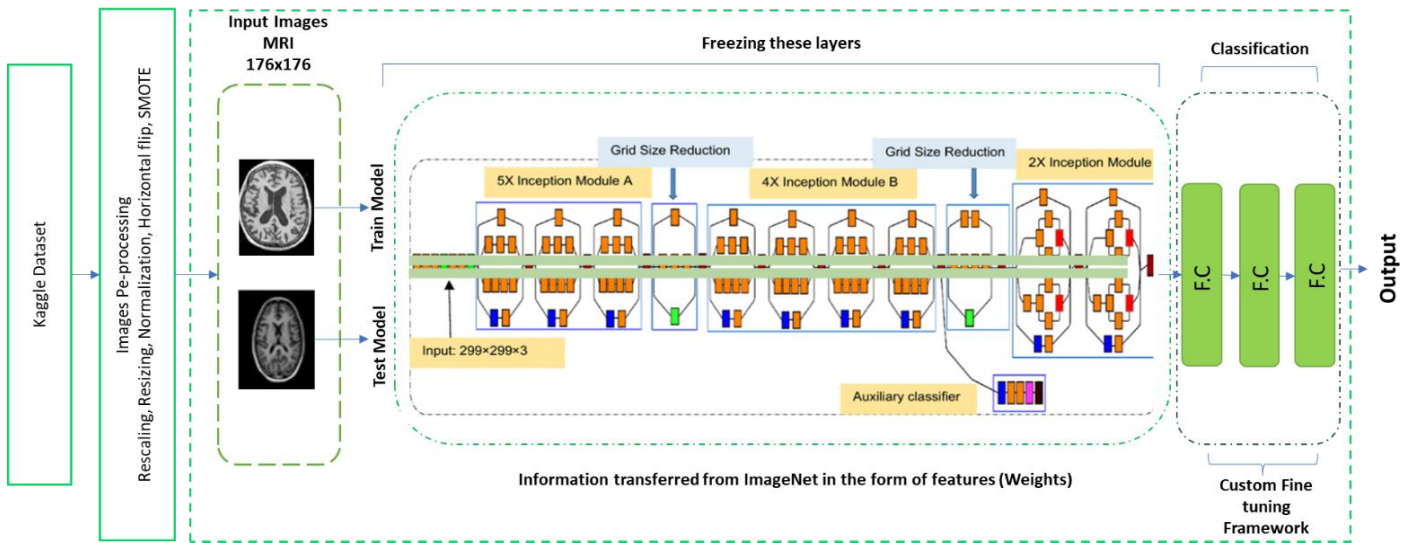 Kaggle Dataset
Images Pe-processing
Rescaling, Resizing, Normalization, Horizontal flip, SMOTE
Input Images
MRI
176x176
Train Model
Test Model
Freezing these layers
Grid Size Reduction
Grid Size Reduction
5X Inception Module A
4X Inception Module B
2X Inception Module
Input: 299×299×3
Auxiliary classifier
Information transferred from ImageNet in the form of features (Weights)
Classification
F.C
F.C
F.C
Custom Fine
tuning
Framework
Output